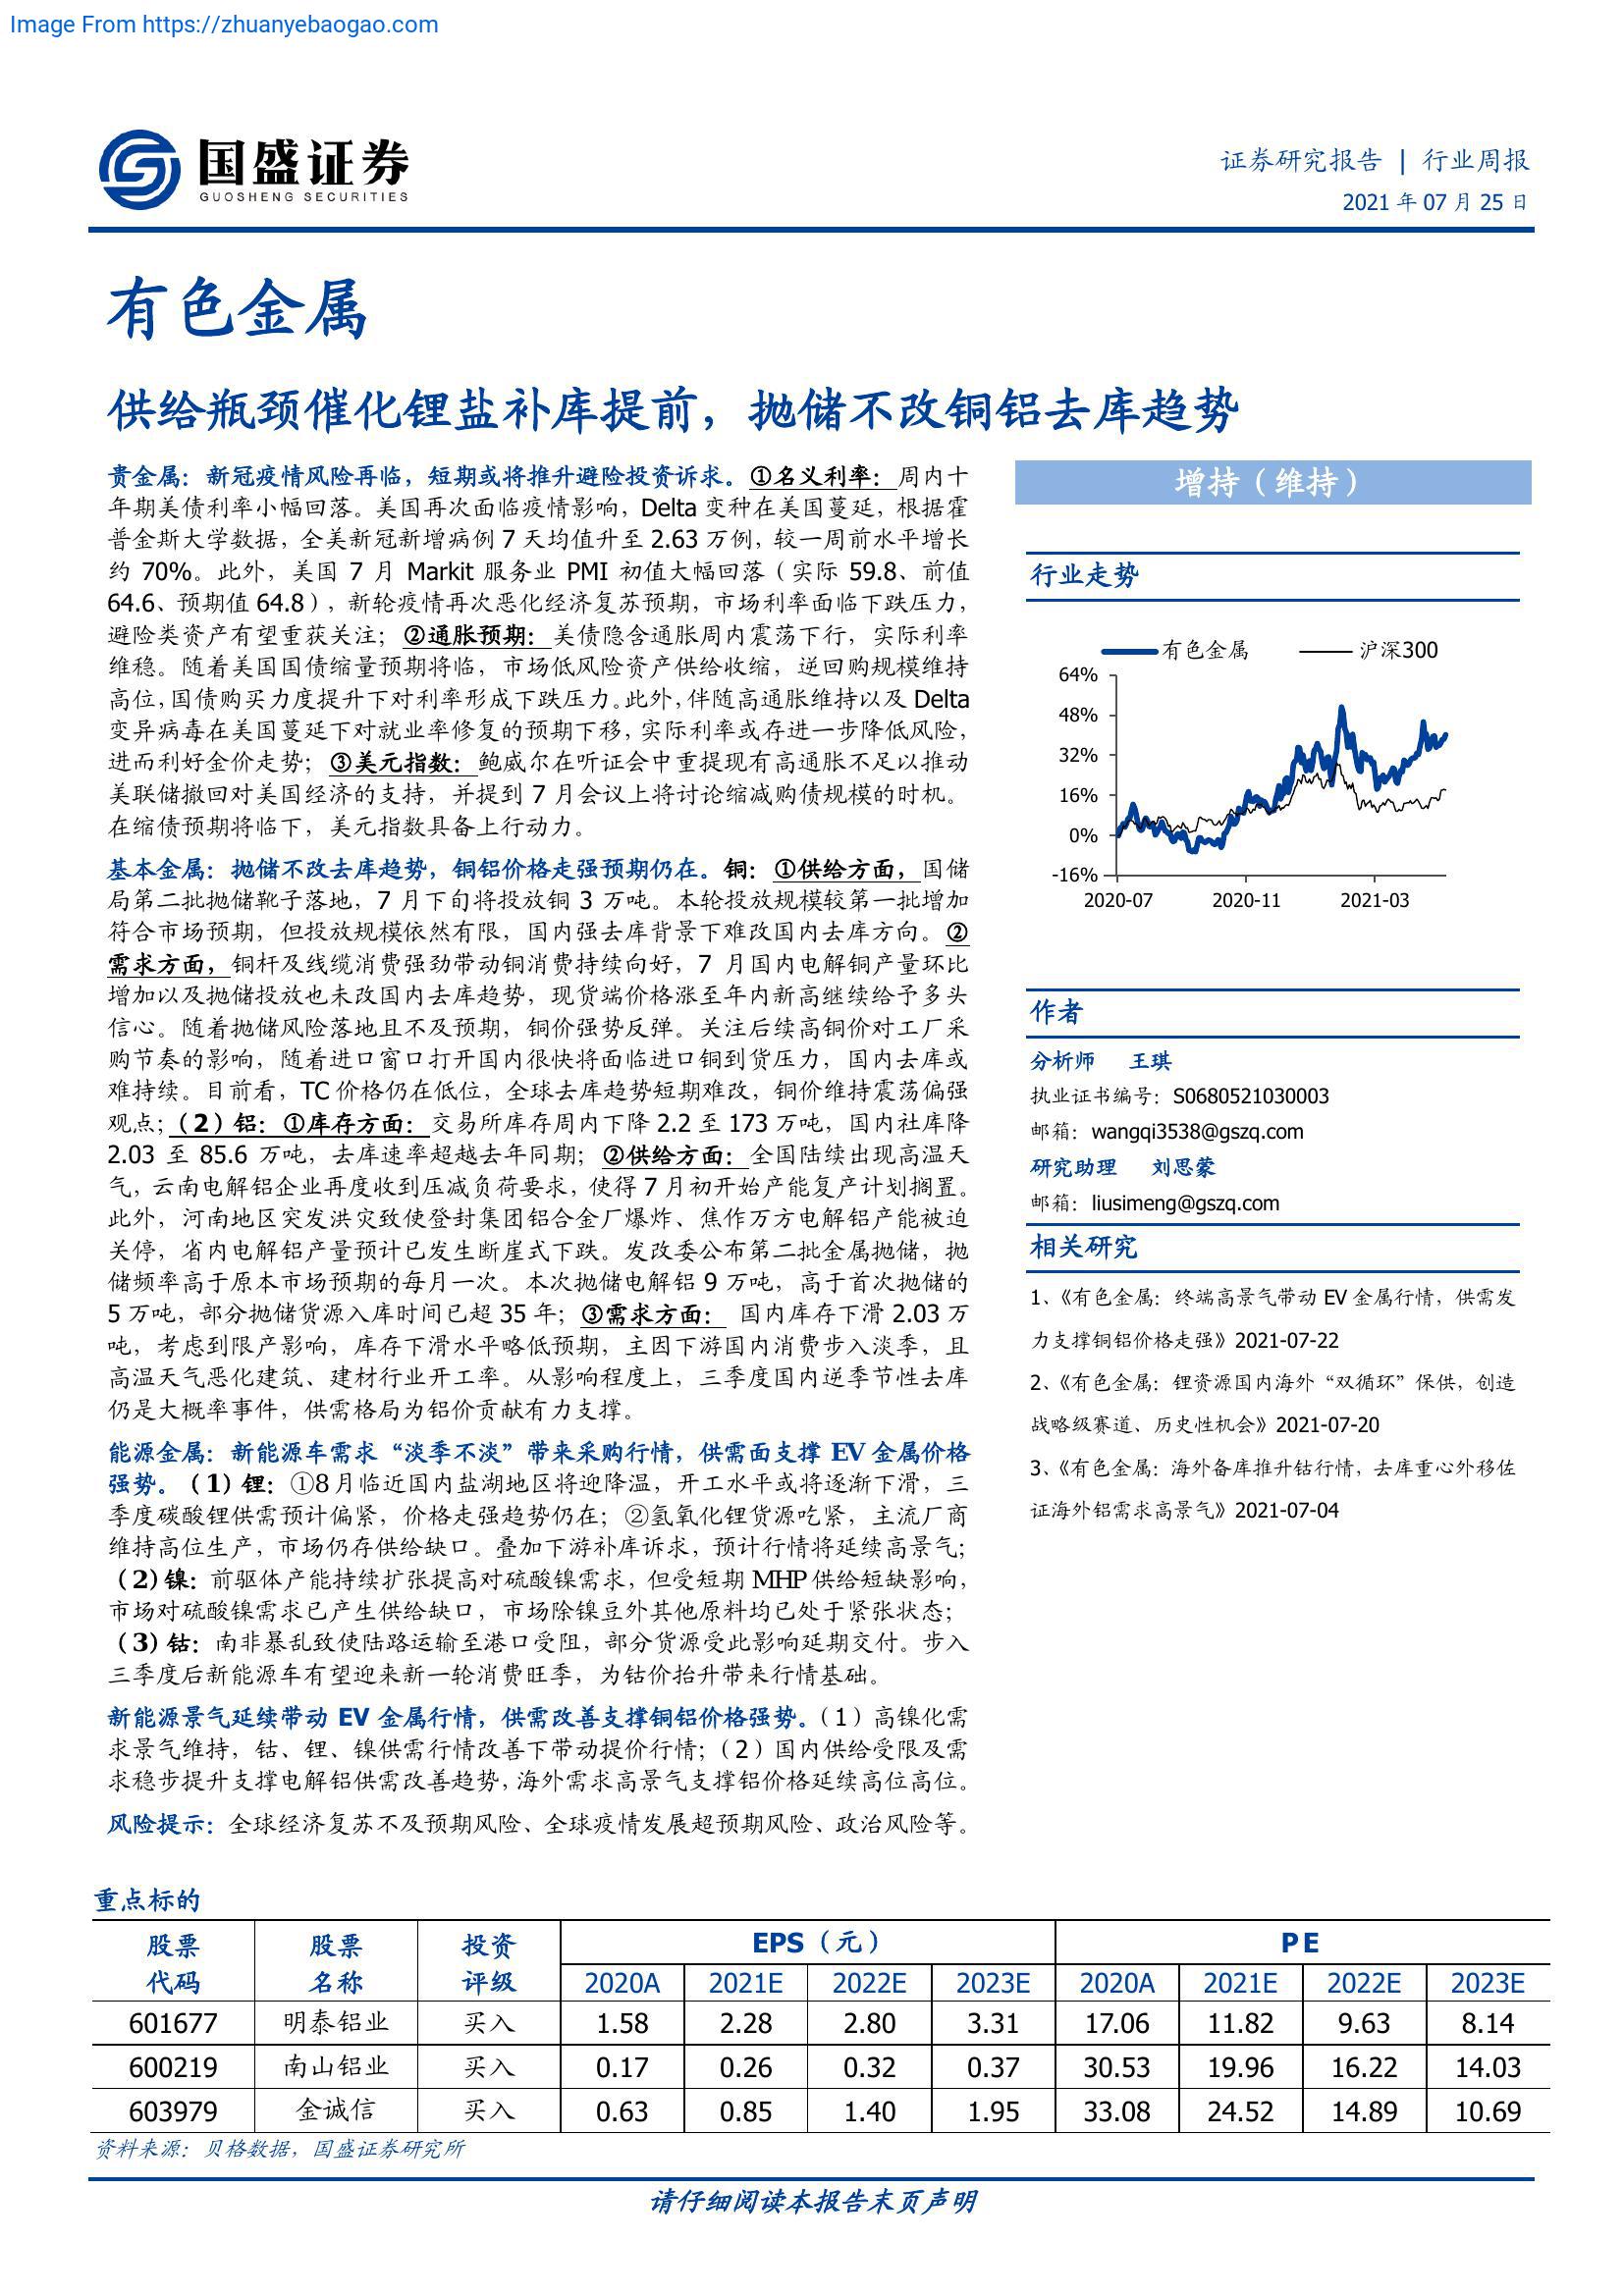 Image From https://zhuanyebaogao.com
国盛证券
GUOSHENG SECURITIES
证券研究报告 | 行业周报
2021 年 07 月 25 日
有色金属
供给瓶颈催化锂盐补库提前，抛储不改铜铝去库趋势
贵金属：新冠疫情风险再临，短期或将推升避险投资诉求。①名义利率：周内十
年期美债利率小幅回落。美国再次面临疫情影响，Delta 变种在美国蔓延，根据霍
普金斯大学数据，全美新冠新增病例 7 天均值升至 2.63 万例，较一周前水平增长
约 70%。此外，美国 7 月 Markit 服务业 PMI 初值大幅回落（实际 59.8、前值
64.6、预期值 64.8），新轮疫情再次恶化经济复苏预期，市场利率面临下跌压力，
避险类资产有望重获关注；②通胀预期：美债隐含通胀周内震荡下行，实际利率
维稳。随着美国国债缩量预期将临，市场低风险资产供给收缩，逆回购规模维持
高位，国债购买力度提升下对利率形成下跌压力。此外，伴随高通胀维持以及 Delta
变异病毒在美国蔓延下对就业率修复的预期下移，实际利率或存进一步降低风险，
进而利好金价走势；③美元指数：鲍威尔在听证会中重提现有高通胀不足以推动
美联储撤回对美国经济的支持，并提到 7 月会议上将讨论缩减购债规模的时机。
在缩债预期将临下，美元指数具备上行动力。
基本金属：抛储不改去库趋势，铜铝价格走强预期仍在。铜：①供给方面，国储
局第二批抛储靴子落地，7 月下旬将投放铜 3 万吨。本轮投放规模较第一批增加
符合市场预期，但投放规模依然有限，国内强去库背景下难改国内去库方向。②
需求方面，铜杆及线缆消费强劲带动铜消费持续向好，7 月国内电解铜产量环比
增加以及抛储投放也未改国内去库趋势，现货端价格涨至年内新高继续给予多头
信心。随着抛储风险落地且不及预期，铜价强势反弹。关注后续高铜价对工厂采
购节奏的影响，随着进口窗口打开国内很快将面临进口铜到货压力，国内去库或
难持续。目前看，TC 价格仍在低位，全球去库趋势短期难改，铜价维持震荡偏强
观点；（2）铝：①库存方面：交易所库存周内下降 2.2 至 173 万吨，国内社库降
2.03 至 85.6 万吨，去库速率超越去年同期；②供给方面：全国陆续出现高温天
气，云南电解铝企业再度收到压减负荷要求，使得 7 月初开始产能复产计划搁置。
此外，河南地区突发洪灾致使登封集团铝合金厂爆炸、焦作万方电解铝产能被迫
关停，省内电解铝产量预计已发生断崖式下跌。发改委公布第二批金属抛储，抛
储频率高于原本市场预期的每月一次。本次抛储电解铝 9 万吨，高于首次抛储的
5 万吨，部分抛储货源入库时间已超 35 年；③需求方面： 国内库存下滑 2.03 万
吨，考虑到限产影响，库存下滑水平略低预期，主因下游国内消费步入淡季，且
高温天气恶化建筑、建材行业开工率。从影响程度上，三季度国内逆季节性去库
仍是大概率事件，供需格局为铝价贡献有力支撑。
能源金属：新能源车需求“淡季不淡”带来采购行情，供需面支撑 EV 金属价格
强势。（1）锂：①8 月临近国内盐湖地区将迎降温，开工水平或将逐渐下滑，三
季度碳酸锂供需预计偏紧，价格走强趋势仍在；②氢氧化锂货源吃紧，主流厂商
维持高位生产，市场仍存供给缺口。叠加下游补库诉求，预计行情将延续高景气；
（2）镍：前驱体产能持续扩张提高对硫酸镍需求，但受短期 MHP 供给短缺影响，
市场对硫酸镍需求已产生供给缺口，市场除镍豆外其他原料均已处于紧张状态；
（3）钴：南非暴乱致使陆路运输至港口受阻，部分货源受此影响延期交付。步入
三季度后新能源车有望迎来新一轮消费旺季，为钴价抬升带来行情基础。
新能源景气延续带动 EV 金属行情，供需改善支撑铜铝价格强势。（1）高镍化需
求景气维持，钴、锂、镍供需行情改善下带动提价行情；（2）国内供给受限及需
求稳步提升支撑电解铝供需改善趋势，海外需求高景气支撑铝价格延续高位高位。
风险提示：全球经济复苏不及预期风险、全球疫情发展超预期风险、政治风险等。
增持（维持）
行业走势
有色金属 沪深300
64%
48%
32%
16%
0%
-16%
2020-07 2020-11 2021-03
作者
分析师 王琪
执业证书编号：S0680521030003
邮箱：wangqi3538@gszq.com
研究助理 刘思蒙
邮箱：liusimeng@gszq.com
相关研究
1、《有色金属：终端高景气带动 EV 金属行情，供需发
力支撑铜铝价格走强》2021-07-22
2、《有色金属：锂资源国内海外“双循环”保供，创造
战略级赛道、历史性机会》2021-07-20
3、《有色金属：海外备库推升钴行情，去库重心外移佐
证海外铝需求高景气》2021-07-04
重点标的
股票 股票 投资 EPS（元） PE
代码 名称 评级 2020A 2021E 2022E 2023E 2020A 2021E 2022E 2023E
601677 明泰铝业 买入 1.58 2.28 2.80 3.31 17.06 11.82 9.63 8.14
600219 南山铝业 买入 0.17 0.26 0.32 0.37 30.53 19.96 16.22 14.03
603979 金诚信 买入 0.63 0.85 1.40 1.95 33.08 24.52 14.89 10.69
资料来源：贝格数据，国盛证券研究所
请仔细阅读本报告末页声明